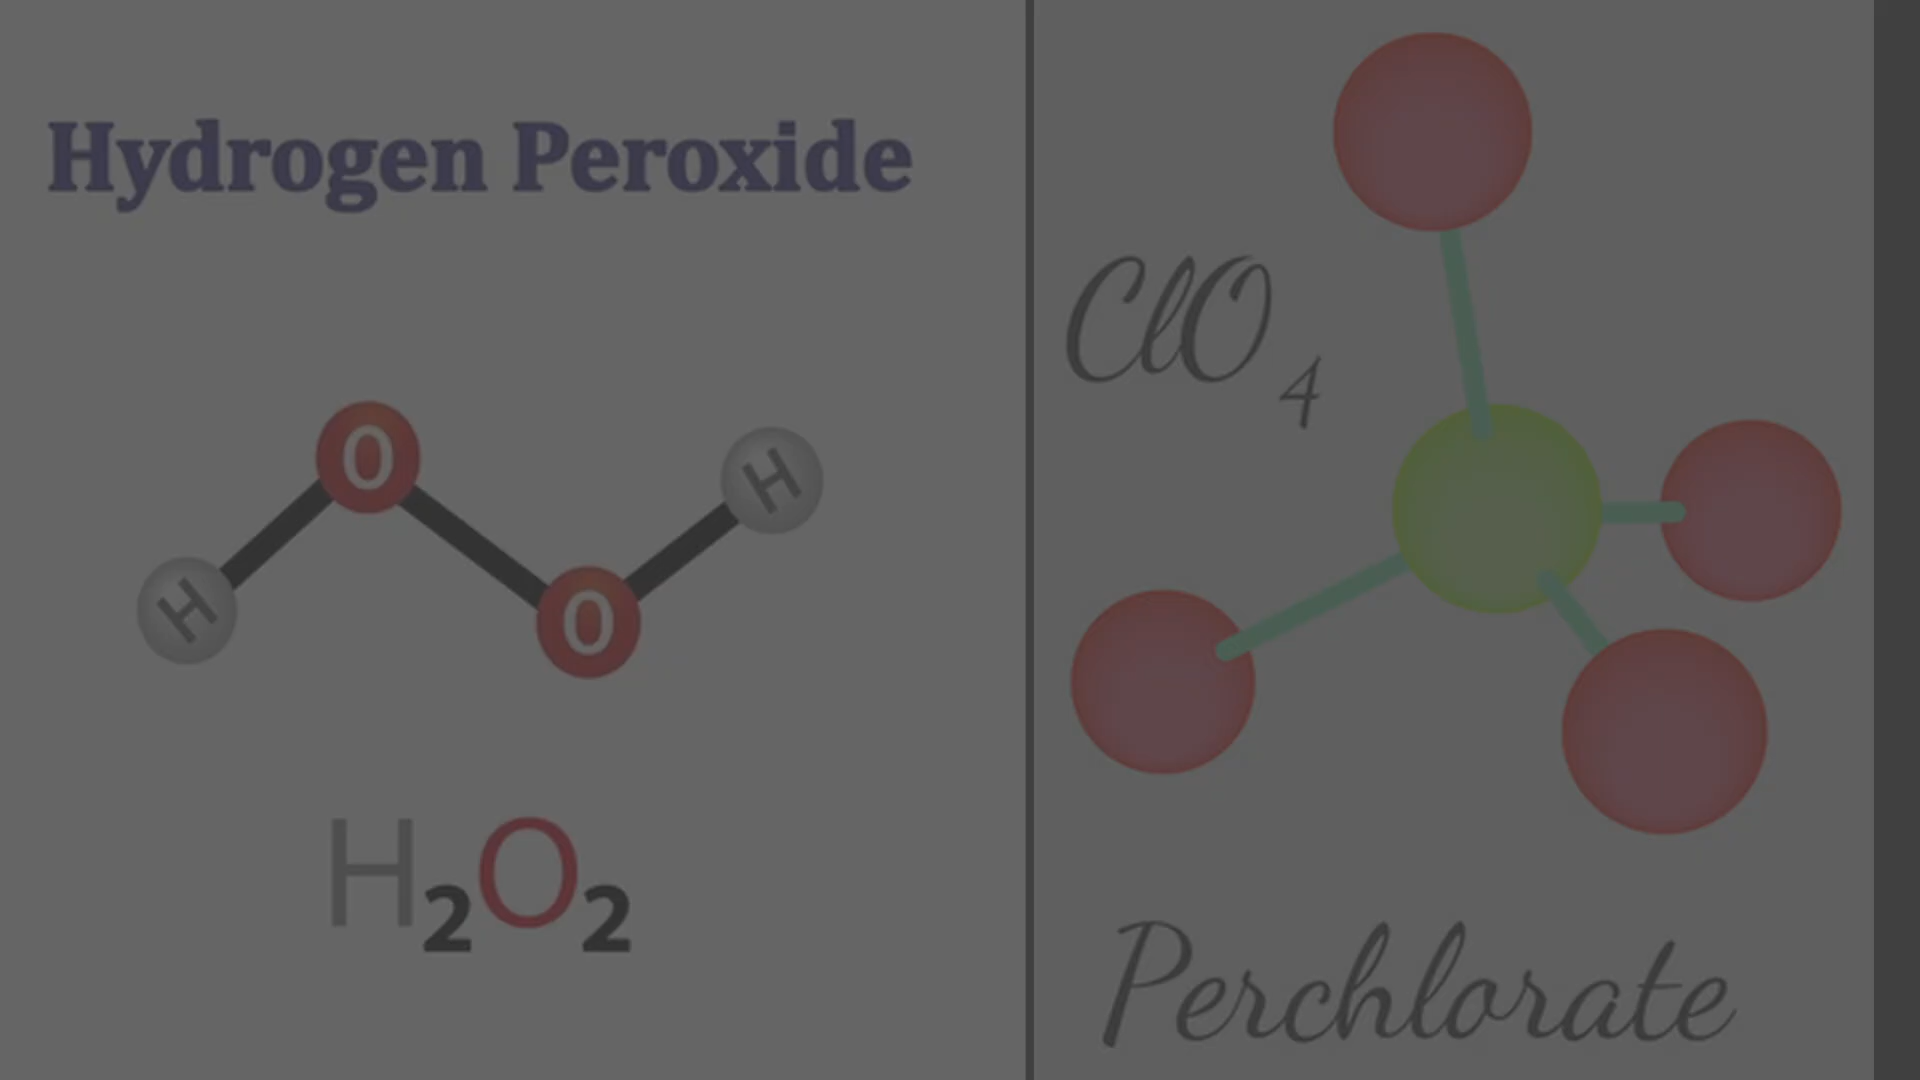 Hydrogen Peroxide
O
H
O
H
H₂O₂
ClO₄
Perchlorate